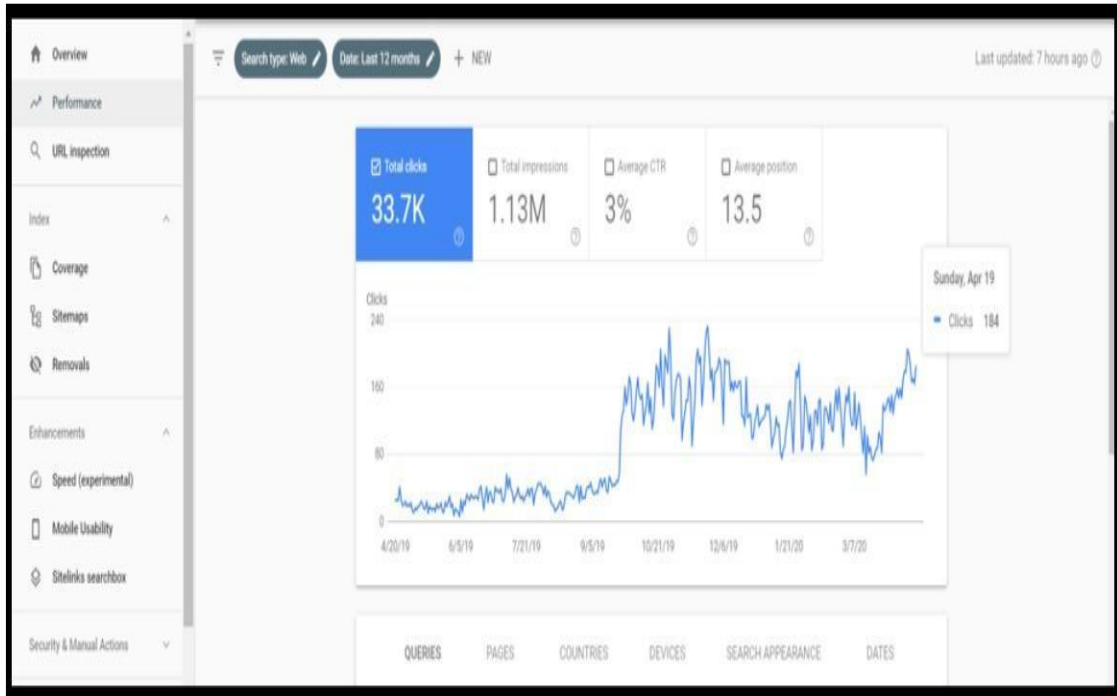 Overview
Performance
URL inspection
Index
Coverage
Sitemaps
Removals
Enhancements
Speed (experimental)
Mobile Usability
Sitelinks searchbox
Security & Manual Actions
Search type: Web
Date: Last 12 months
+ NEW
Last updated: 7 hours ago
Total clicks
33.7K
Total impressions
1.13M
Average CTR
3%
Average position
13.5
Sunday, Apr 19
Clicks 184
Clicks
240
160
80
0
4/20/19 6/5/19 7/21/19 9/5/19 10/21/19 12/6/19 1/21/20 3/7/20
QUERIES PAGES COUNTRIES DEVICES SEARCH APPEARANCE DATES